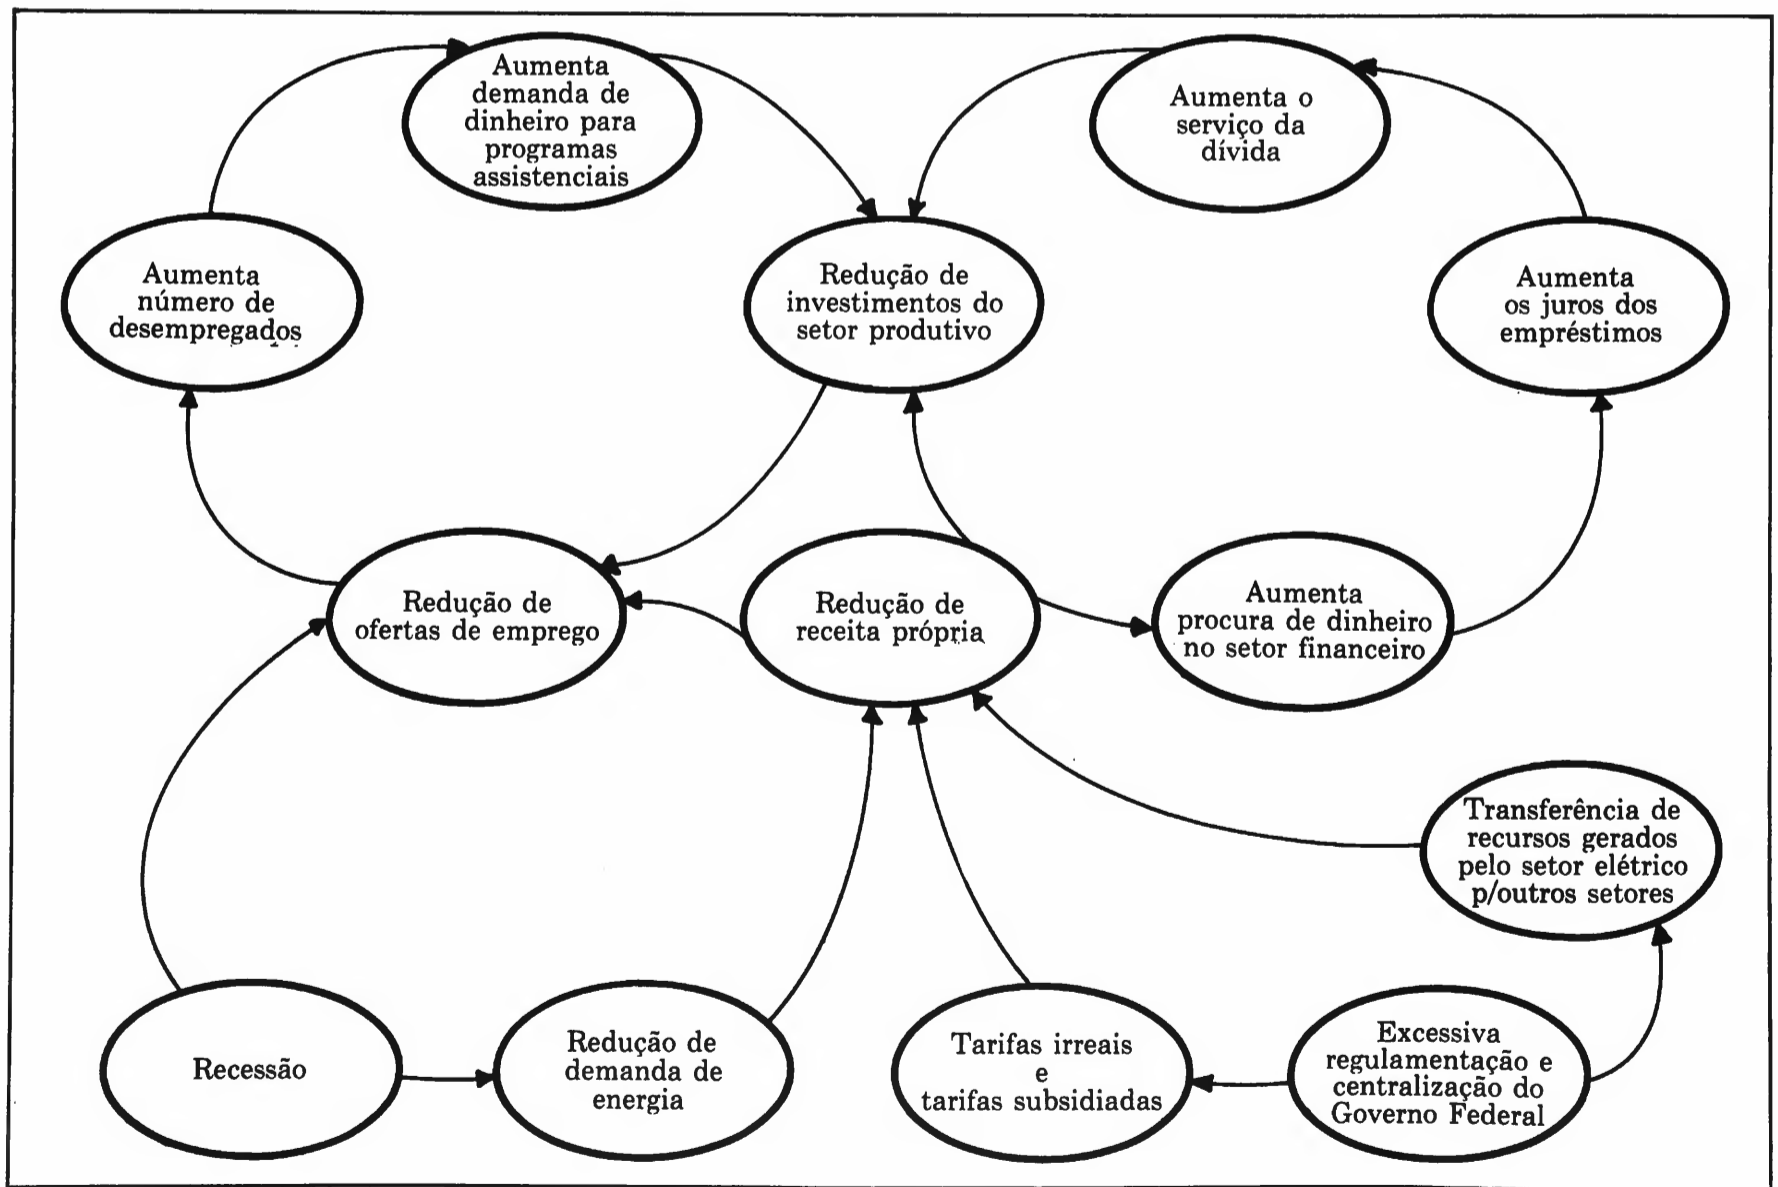 Aumenta
demanda de
dinheiro para
programas
assistenciais
Aumenta o
serviço da
dívida
Aumenta
número de
desempregados
Redução de
investimentos do
setor produtivo
Aumenta
os juros dos
empréstimos
Redução de
ofertas de emprego
Redução de
receita própria
Aumenta
procura de dinheiro
no setor financeiro
Transferência de
recursos gerados
pelo setor elétrico
p/outros setores
Recessão
Redução de
demanda de
energia
Tarifas irreais
e
tarifas subsidiadas
Excessiva
regulamentação e
centralização do
Governo Federal